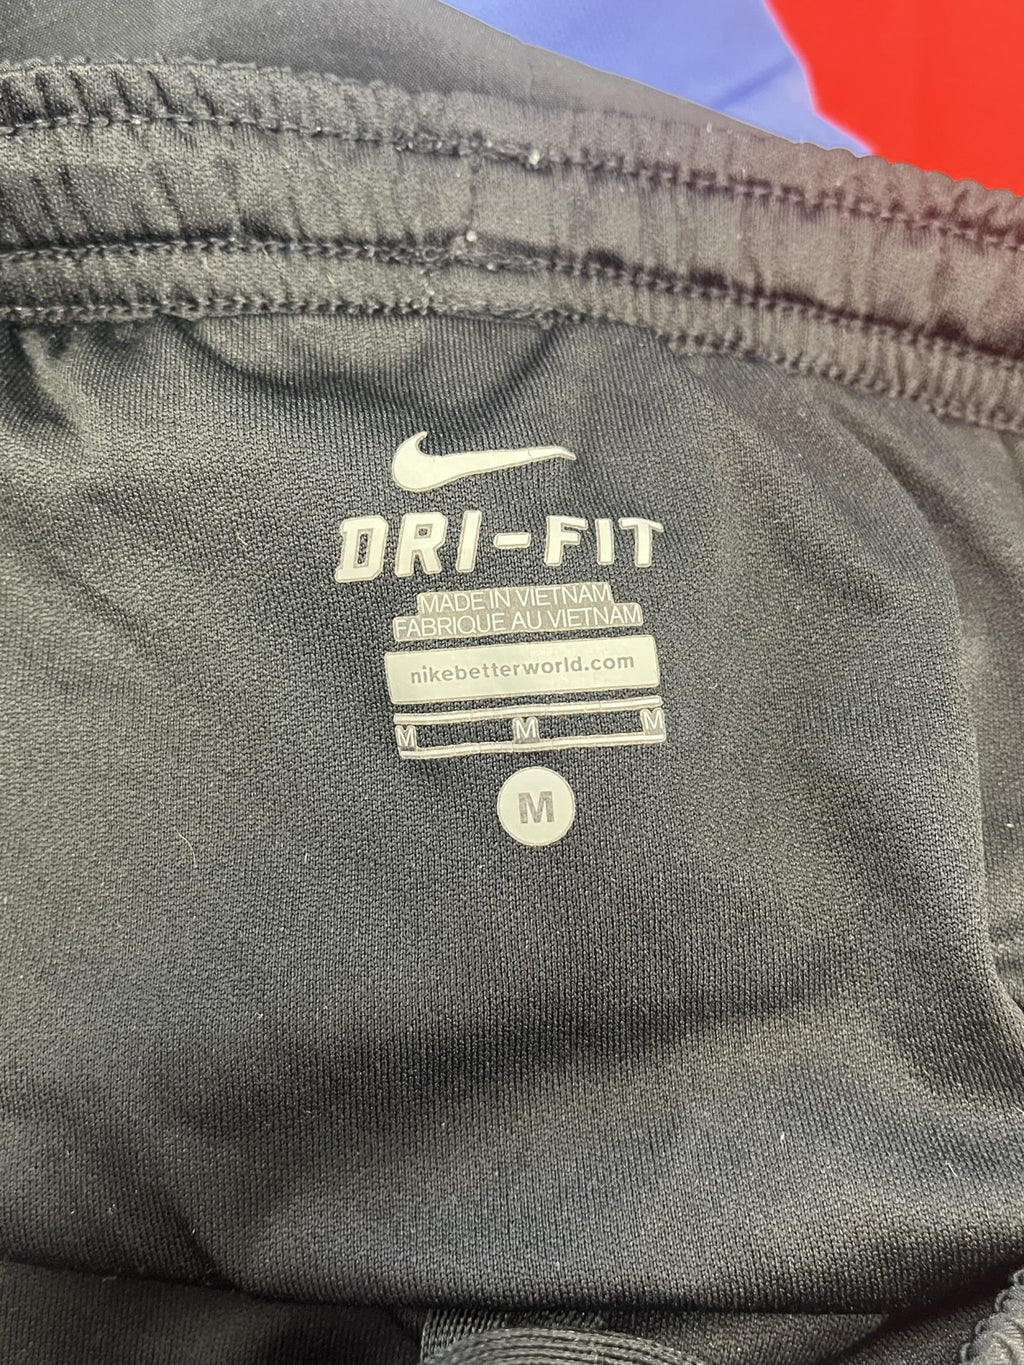 DRI-FIT
MADE IN VIETNAM
FABRIQUE AU VIETNAM
nikebetterworld.com
M M M
M